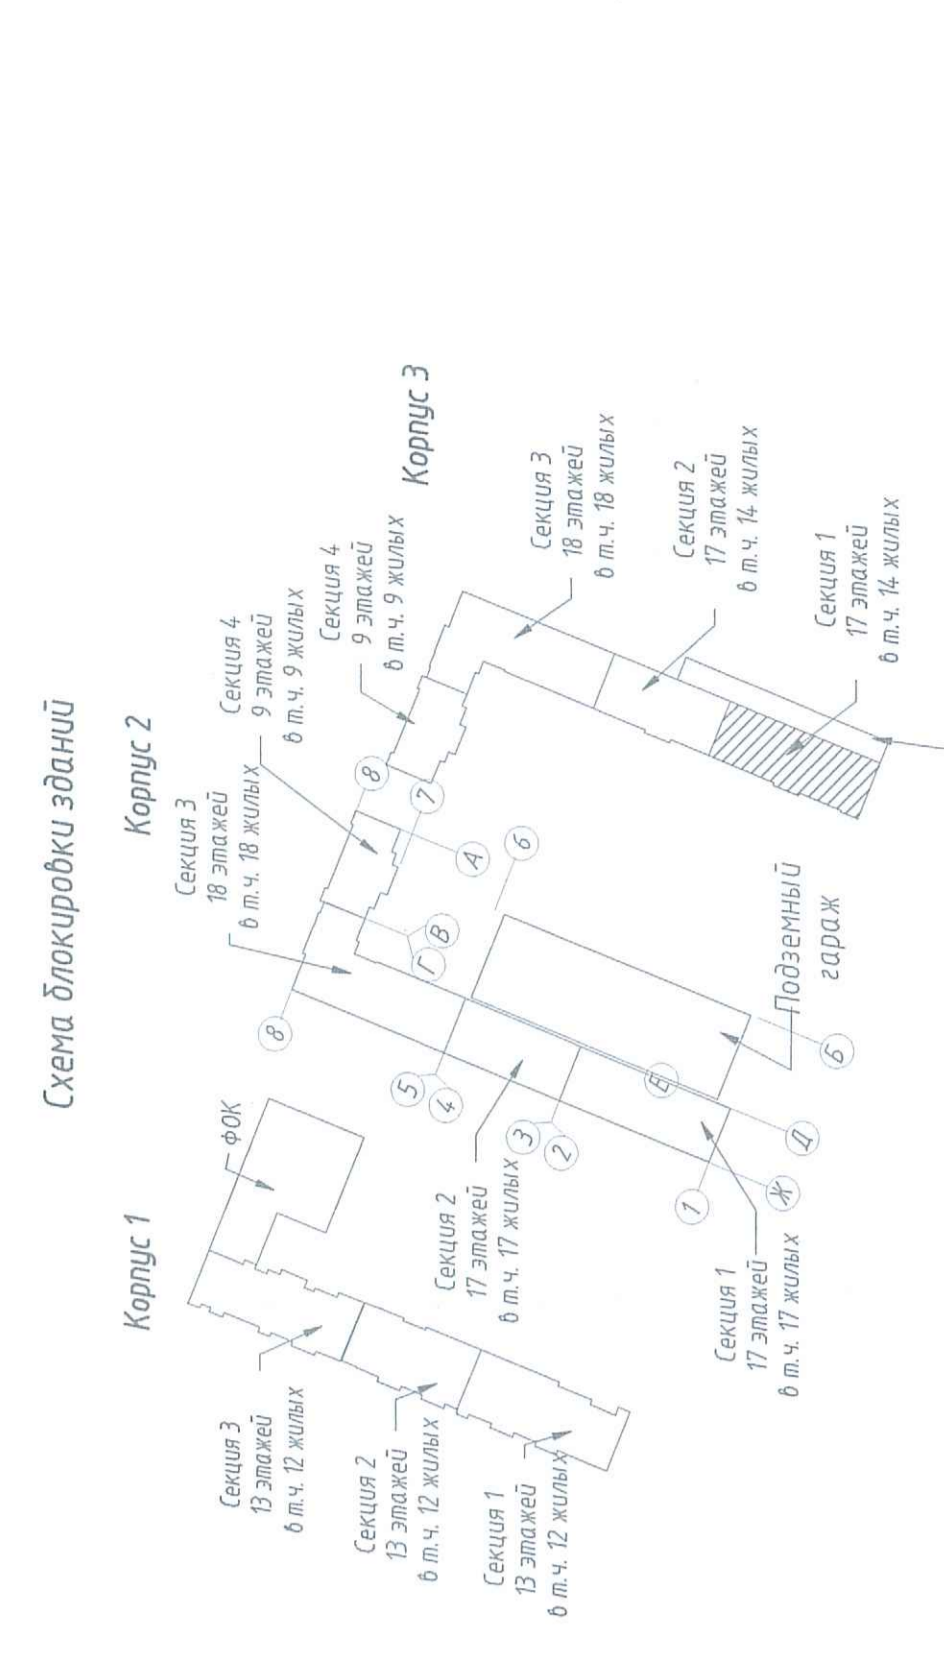 Схема блокировки зданий
Корпус 1
Корпус 2
Корпус 3
ФОК
Секция 3
13 этажей
в т.ч. 12 жилых
Секция 2
13 этажей
в т.ч. 12 жилых
Секция 1
13 этажей
в т.ч. 12 жилых
Секция 3
18 этажей
в т.ч. 18 жилых
Секция 4
9 этажей
в т.ч. 9 жилых
Секция 2
17 этажей
в т.ч. 17 жилых
Секция 1
17 этажей
в т.ч. 17 жилых
Подземный
гараж
Секция 4
9 этажей
в т.ч. 9 жилых
Секция 3
18 этажей
в т.ч. 18 жилых
Секция 2
17 этажей
в т.ч. 14 жилых
Секция 1
17 этажей
в т.ч. 14 жилых
8
8
7
А
6
В
Г
5
4
3
2
Е
1
Ж
Д
Б